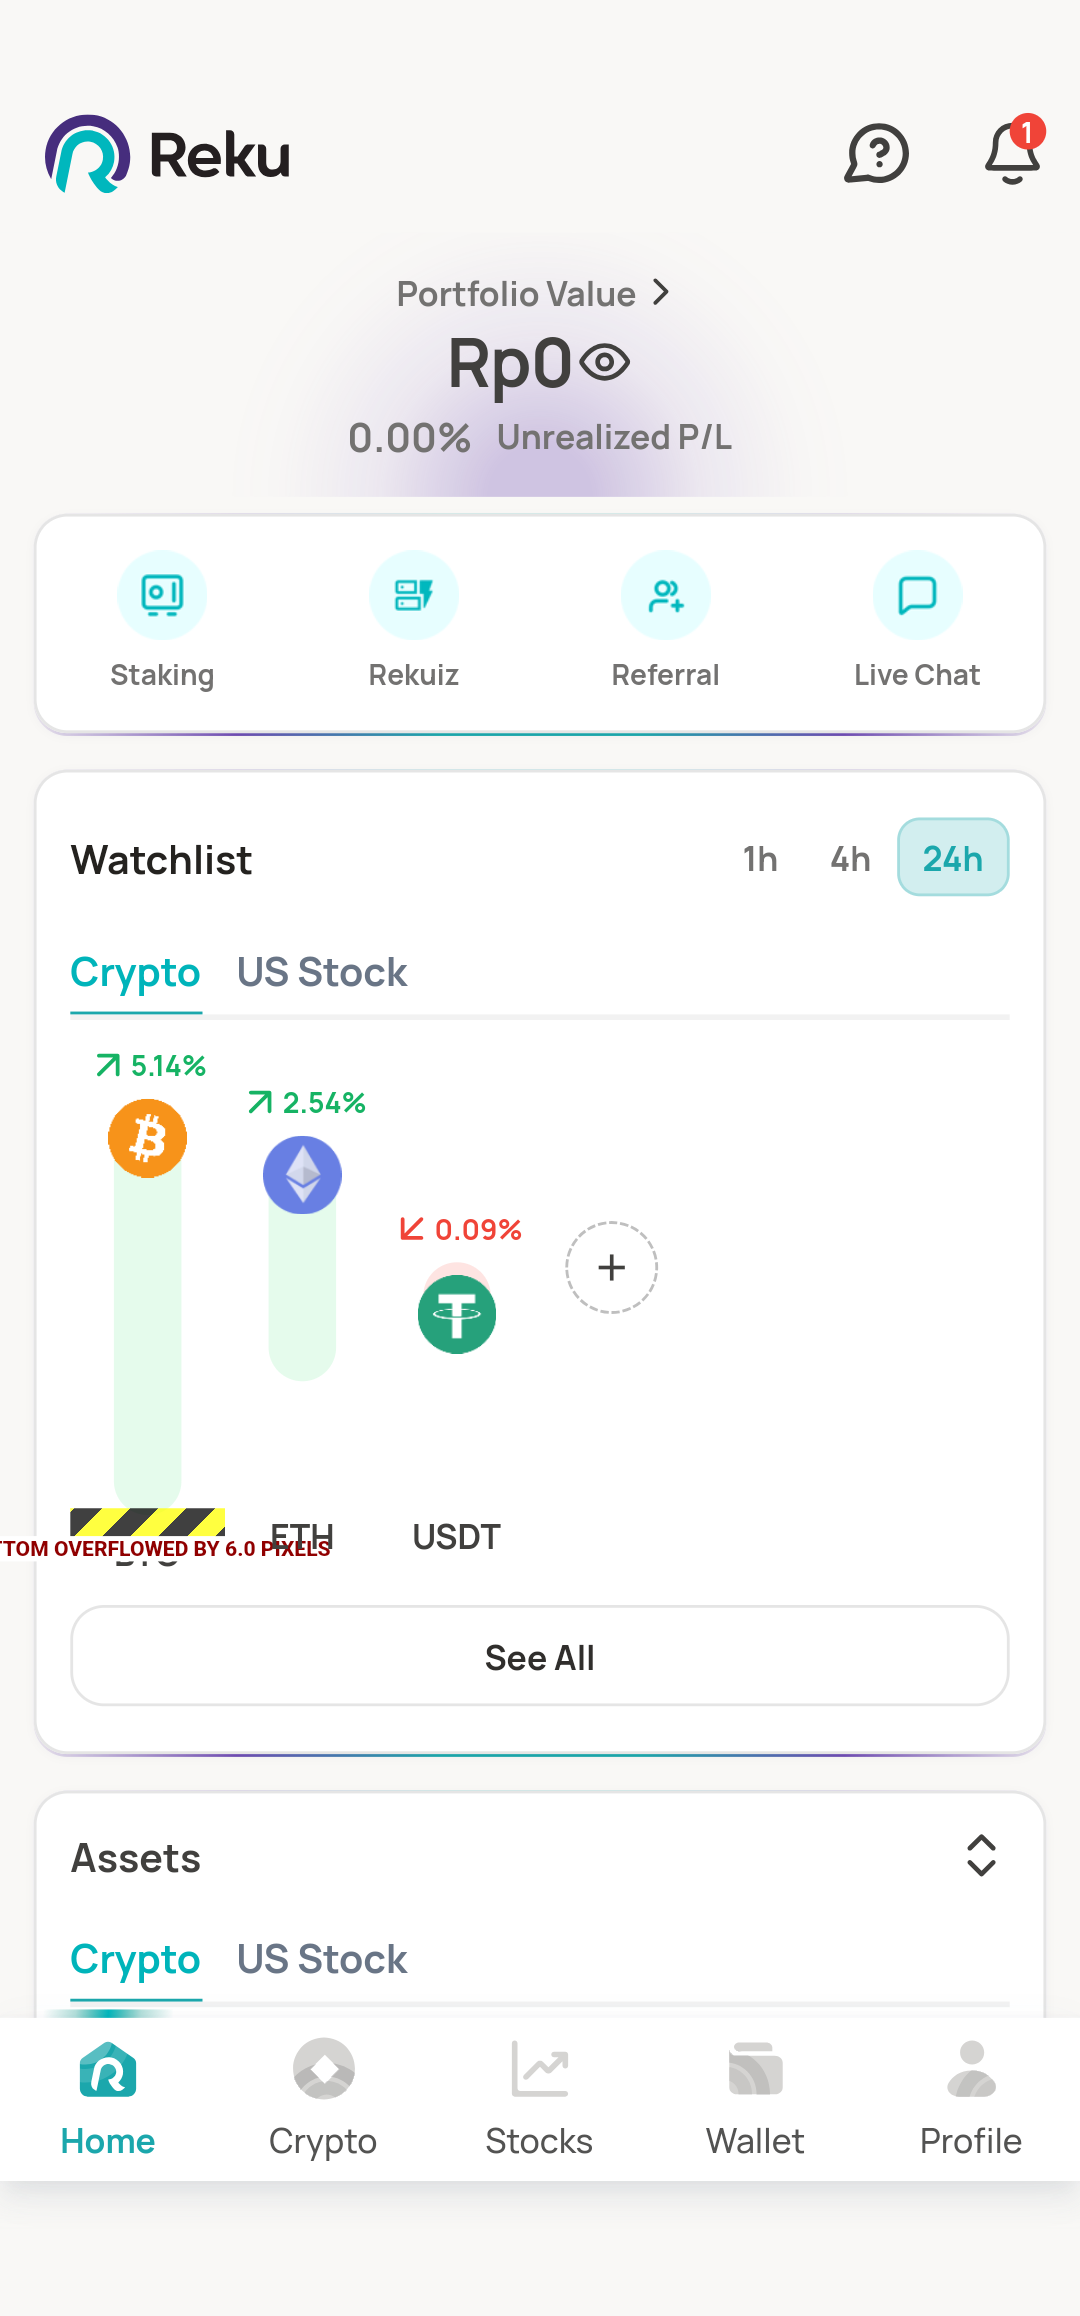 Reku
1
Portfolio Value
Rp0
0.00% Unrealized P/L
Staking Rekuiz Referral Live Chat
Watchlist 1h 4h 24h
Crypto US Stock
5.14%
2.54%
0.09%
ETH USDT
TOM OVERFLOWED BY 6.0 PIXELS
See All
Assets
Crypto US Stock
Home Crypto Stocks Wallet Profile